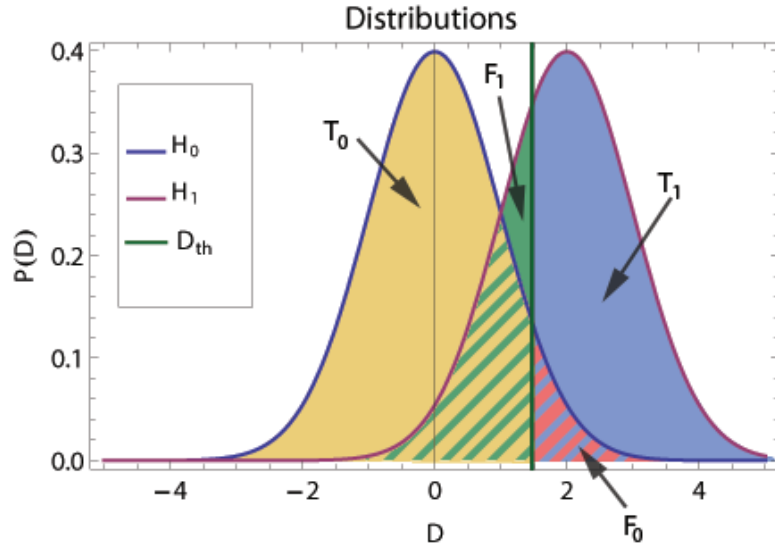 Distributions
0.4
0.3
0.2
0.1
0.0
P(D)
H₀
H₁
Dₜₕ
T₀
F₁
T₁
F₀
−4
−2
0
2
4
D